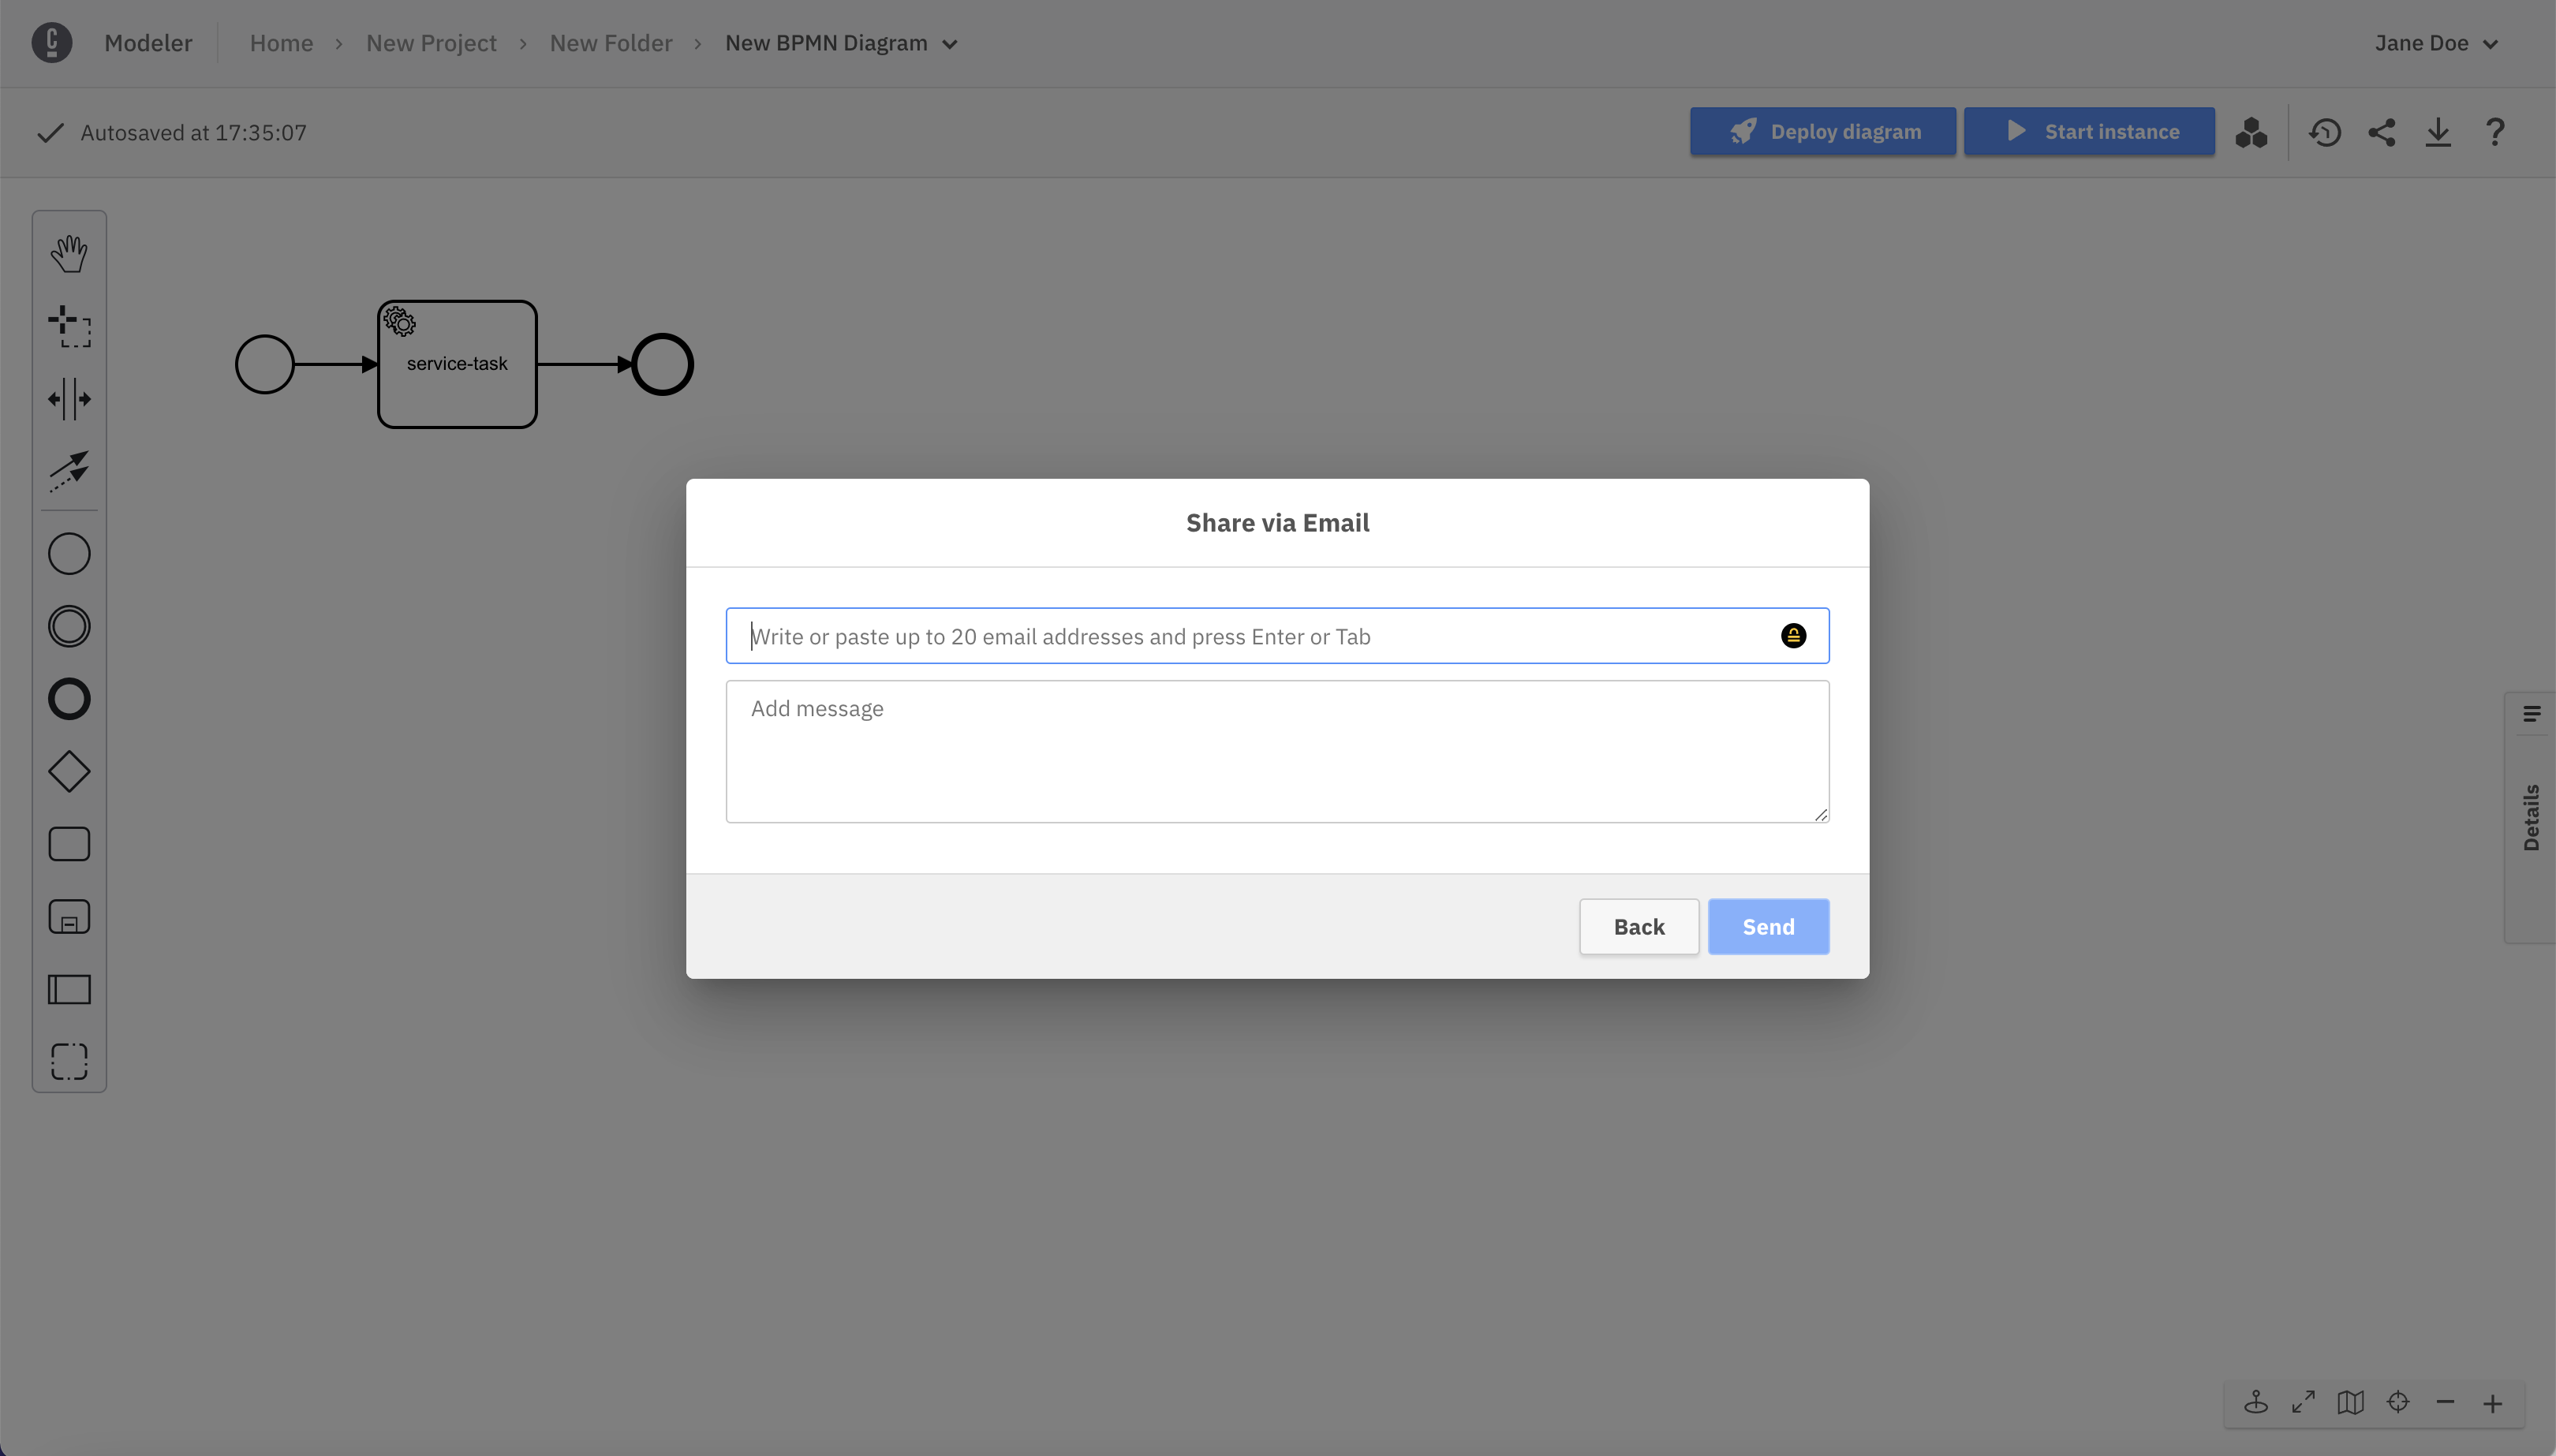 Modeler Home › New Project › New Folder › New BPMN Diagram Jane Doe
Autosaved at 17:35:07 Deploy diagram Start instance ?
service-task
Share via Email
Write or paste up to 20 email addresses and press Enter or Tab
Add message
Details
Back Send